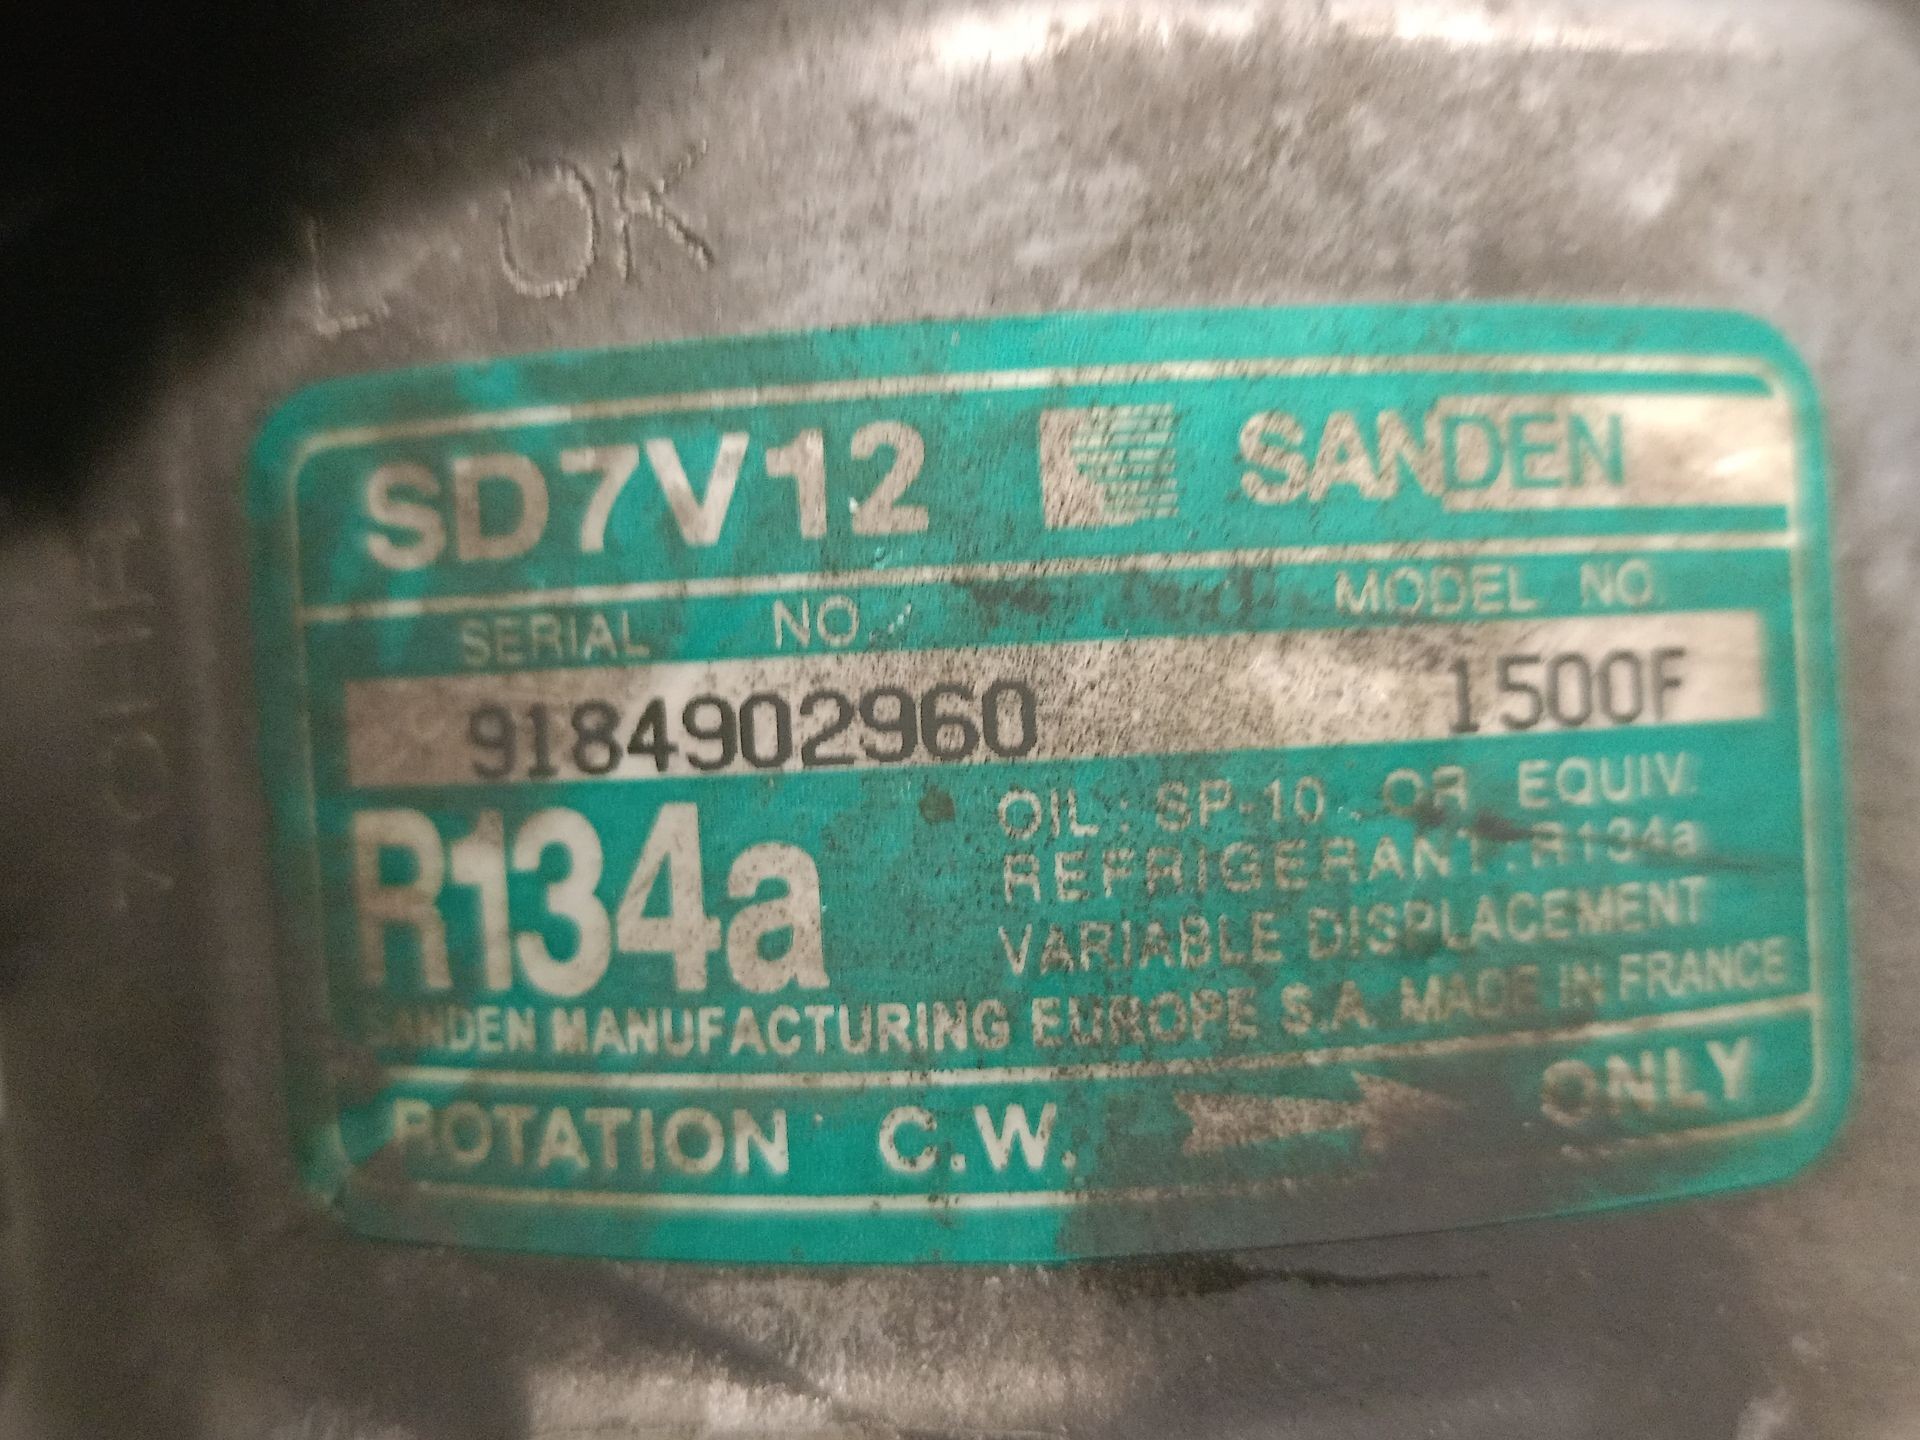 L OK
SD7V12 SANDEN
SERIAL NO. MODEL NO.
9184902960 1500F
R134a
OIL : SP-10 OR EQUIV.
REFRIGERANT : R134a
VARIABLE DISPLACEMENT
SANDEN MANUFACTURING EUROPE S.A. MADE IN FRANCE
ROTATION C.W. ONLY